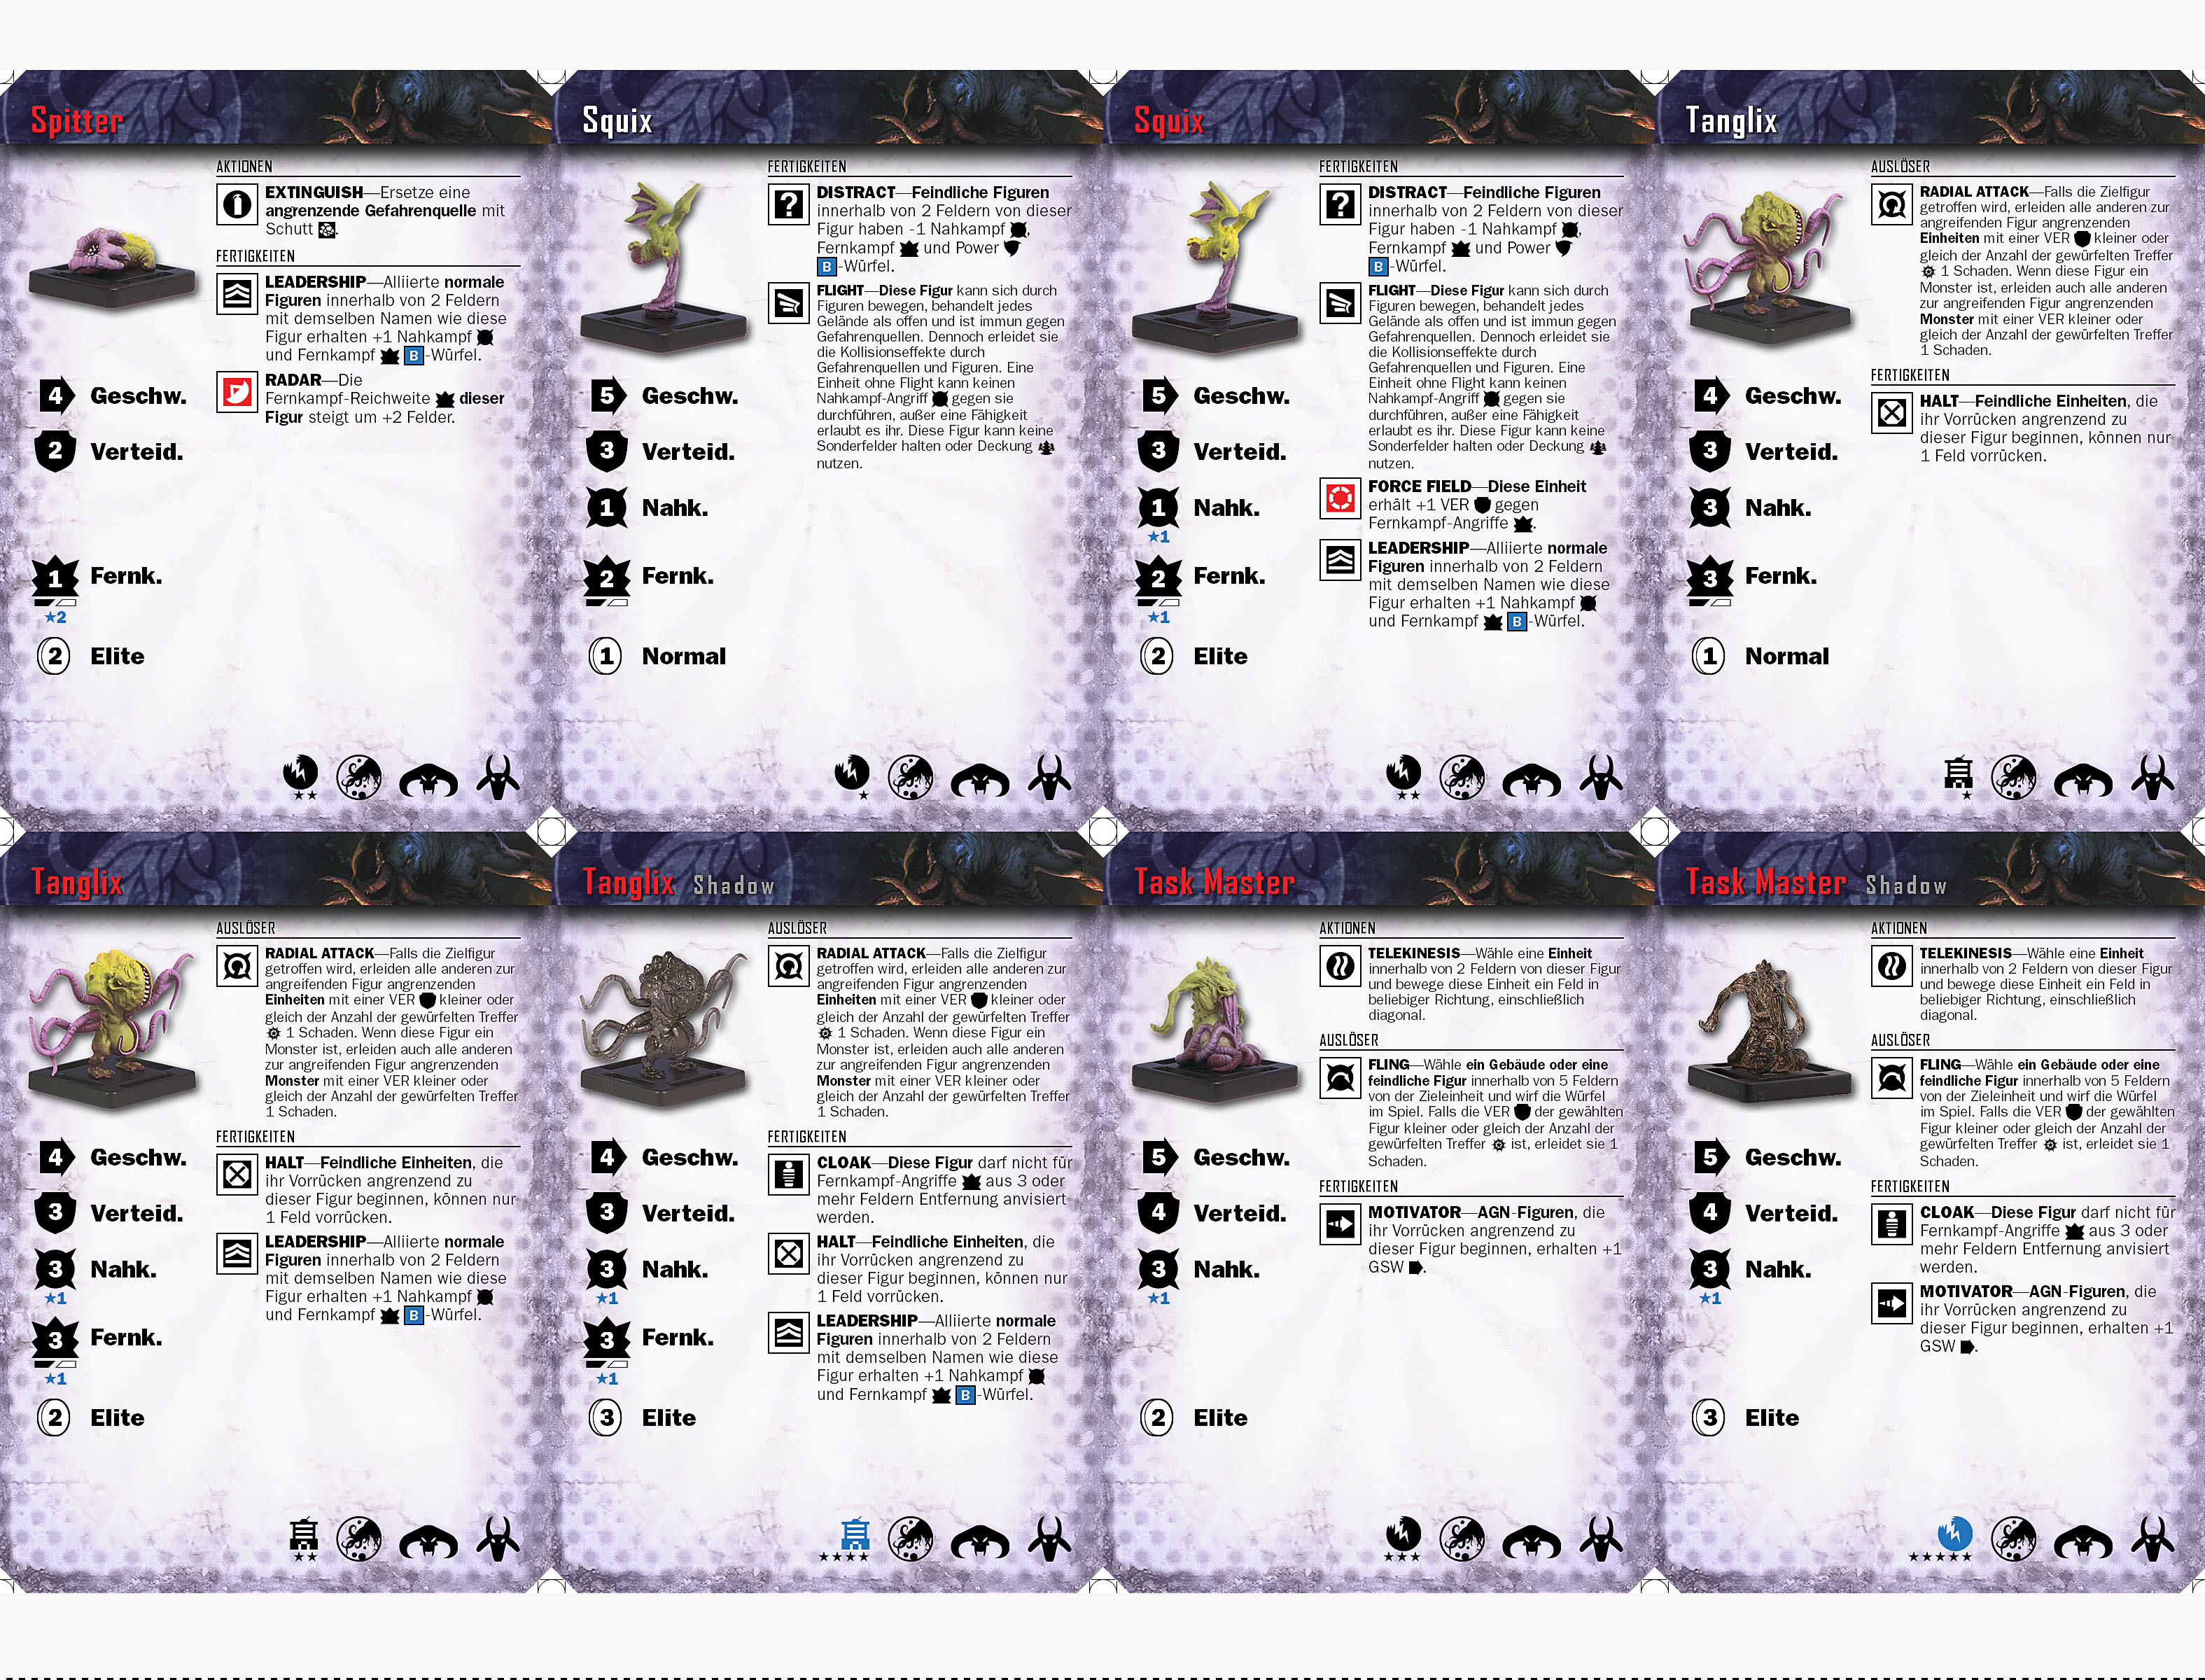 Spitter
AKTIONEN
EXTINGUISH—Ersetze eine
angrenzende Gefahrenquelle mit
Schutt .
FERTIGKEITEN
LEADERSHIP—Alliierte normale
Figuren innerhalb von 2 Feldern
mit demselben Namen wie diese
Figur erhalten +1 Nahkampf
und Fernkampf B-Würfel.
RADAR—Die
Fernkampf-Reichweite dieser
Figur steigt um +2 Felder.
4 Geschw.
2 Verteid.
1 Fernk.
★2
2 Elite
★★
Squix
FERTIGKEITEN
? DISTRACT—Feindliche Figuren
innerhalb von 2 Feldern von dieser
Figur haben -1 Nahkampf ,
Fernkampf und Power
B-Würfel.
FLIGHT—Diese Figur kann sich durch
Figuren bewegen, behandelt jedes
Gelände als offen und ist immun gegen
Gefahrenquellen. Dennoch erleidet sie
die Kollisionseffekte durch
Gefahrenquellen und Figuren. Eine
Einheit ohne Flight kann keinen
Nahkampf-Angriff gegen sie
durchführen, außer eine Fähigkeit
erlaubt es ihr. Diese Figur kann keine
Sonderfelder halten oder Deckung
nutzen.
5 Geschw.
3 Verteid.
1 Nahk.
2 Fernk.
1 Normal
★
Squix
FERTIGKEITEN
? DISTRACT—Feindliche Figuren
innerhalb von 2 Feldern von dieser
Figur haben -1 Nahkampf ,
Fernkampf und Power
B-Würfel.
FLIGHT—Diese Figur kann sich durch
Figuren bewegen, behandelt jedes
Gelände als offen und ist immun gegen
Gefahrenquellen. Dennoch erleidet sie
die Kollisionseffekte durch
Gefahrenquellen und Figuren. Eine
Einheit ohne Flight kann keinen
Nahkampf-Angriff gegen sie
durchführen, außer eine Fähigkeit
erlaubt es ihr. Diese Figur kann keine
Sonderfelder halten oder Deckung
nutzen.
FORCE FIELD—Diese Einheit
erhält +1 VER gegen
Fernkampf-Angriffe .
LEADERSHIP—Alliierte normale
Figuren innerhalb von 2 Feldern
mit demselben Namen wie diese
Figur erhalten +1 Nahkampf
und Fernkampf B-Würfel.
5 Geschw.
3 Verteid.
1 Nahk.
★1
2 Fernk.
★1
2 Elite
★★
Tanglix
AUSLÖSER
RADIAL ATTACK—Falls die Zielfigur
getroffen wird, erleiden alle anderen zur
angreifenden Figur angrenzenden
Einheiten mit einer VER kleiner oder
gleich der Anzahl der gewürfelten Treffer
1 Schaden. Wenn diese Figur ein
Monster ist, erleiden auch alle anderen
zur angreifenden Figur angrenzenden
Monster mit einer VER kleiner oder
gleich der Anzahl der gewürfelten Treffer
1 Schaden.
FERTIGKEITEN
HALT—Feindliche Einheiten, die
ihr Vorrücken angrenzend zu
dieser Figur beginnen, können nur
1 Feld vorrücken.
4 Geschw.
3 Verteid.
3 Nahk.
3 Fernk.
1 Normal
★
Tanglix
AUSLÖSER
RADIAL ATTACK—Falls die Zielfigur
getroffen wird, erleiden alle anderen zur
angreifenden Figur angrenzenden
Einheiten mit einer VER kleiner oder
gleich der Anzahl der gewürfelten Treffer
1 Schaden. Wenn diese Figur ein
Monster ist, erleiden auch alle anderen
zur angreifenden Figur angrenzenden
Monster mit einer VER kleiner oder
gleich der Anzahl der gewürfelten Treffer
1 Schaden.
FERTIGKEITEN
HALT—Feindliche Einheiten, die
ihr Vorrücken angrenzend zu
dieser Figur beginnen, können nur
1 Feld vorrücken.
LEADERSHIP—Alliierte normale
Figuren innerhalb von 2 Feldern
mit demselben Namen wie diese
Figur erhalten +1 Nahkampf
und Fernkampf B-Würfel.
4 Geschw.
3 Verteid.
3 Nahk.
★1
3 Fernk.
★1
2 Elite
★★
Tanglix Shadow
AUSLÖSER
RADIAL ATTACK—Falls die Zielfigur
getroffen wird, erleiden alle anderen zur
angreifenden Figur angrenzenden
Einheiten mit einer VER kleiner oder
gleich der Anzahl der gewürfelten Treffer
1 Schaden. Wenn diese Figur ein
Monster ist, erleiden auch alle anderen
zur angreifenden Figur angrenzenden
Monster mit einer VER kleiner oder
gleich der Anzahl der gewürfelten Treffer
1 Schaden.
FERTIGKEITEN
CLOAK—Diese Figur darf nicht für
Fernkampf-Angriffe aus 3 oder
mehr Feldern Entfernung anvisiert
werden.
HALT—Feindliche Einheiten, die
ihr Vorrücken angrenzend zu
dieser Figur beginnen, können nur
1 Feld vorrücken.
LEADERSHIP—Alliierte normale
Figuren innerhalb von 2 Feldern
mit demselben Namen wie diese
Figur erhalten +1 Nahkampf
und Fernkampf B-Würfel.
4 Geschw.
3 Verteid.
3 Nahk.
★1
3 Fernk.
★1
3 Elite
★★★★
Task Master
AKTIONEN
TELEKINESIS—Wähle eine Einheit
innerhalb von 2 Feldern von dieser Figur
und bewege diese Einheit ein Feld in
beliebiger Richtung, einschließlich
diagonal.
AUSLÖSER
FLING—Wähle ein Gebäude oder eine
feindliche Figur innerhalb von 5 Feldern
von der Zieleinheit und wirf die Würfel
im Spiel. Falls die VER der gewählten
Figur kleiner oder gleich der Anzahl der
gewürfelten Treffer ist, erleidet sie 1
Schaden.
FERTIGKEITEN
MOTIVATOR—AGN-Figuren, die
ihr Vorrücken angrenzend zu
dieser Figur beginnen, erhalten +1
GSW .
5 Geschw.
4 Verteid.
3 Nahk.
★1
2 Elite
★★★
Task Master Shadow
AKTIONEN
TELEKINESIS—Wähle eine Einheit
innerhalb von 2 Feldern von dieser Figur
und bewege diese Einheit ein Feld in
beliebiger Richtung, einschließlich
diagonal.
AUSLÖSER
FLING—Wähle ein Gebäude oder eine
feindliche Figur innerhalb von 5 Feldern
von der Zieleinheit und wirf die Würfel
im Spiel. Falls die VER der gewählten
Figur kleiner oder gleich der Anzahl der
gewürfelten Treffer ist, erleidet sie 1
Schaden.
FERTIGKEITEN
CLOAK—Diese Figur darf nicht für
Fernkampf-Angriffe aus 3 oder
mehr Feldern Entfernung anvisiert
werden.
MOTIVATOR—AGN-Figuren, die
ihr Vorrücken angrenzend zu
dieser Figur beginnen, erhalten +1
GSW .
5 Geschw.
4 Verteid.
3 Nahk.
★1
3 Elite
★★★★★